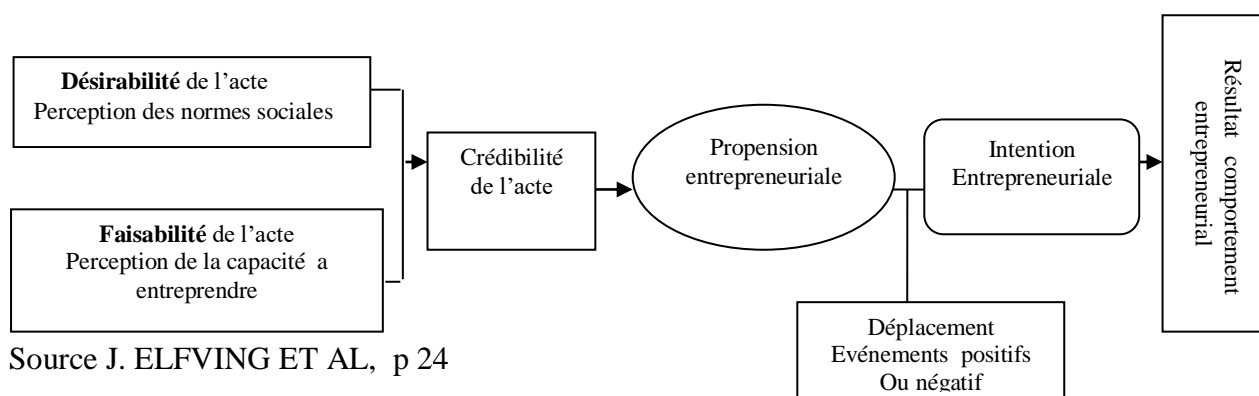 Désirabilité de l’acte
Perception des normes sociales
Faisabilité de l’acte
Perception de la capacité a
entreprendre
Crédibilité
de l’acte
Propension
entrepreneuriale
Déplacement
Evénements positifs
Ou négatif
Intention
Entrepreneuriale
Résultat comportement
entrepreneurial
Source J. ELFVING ET AL, p 24